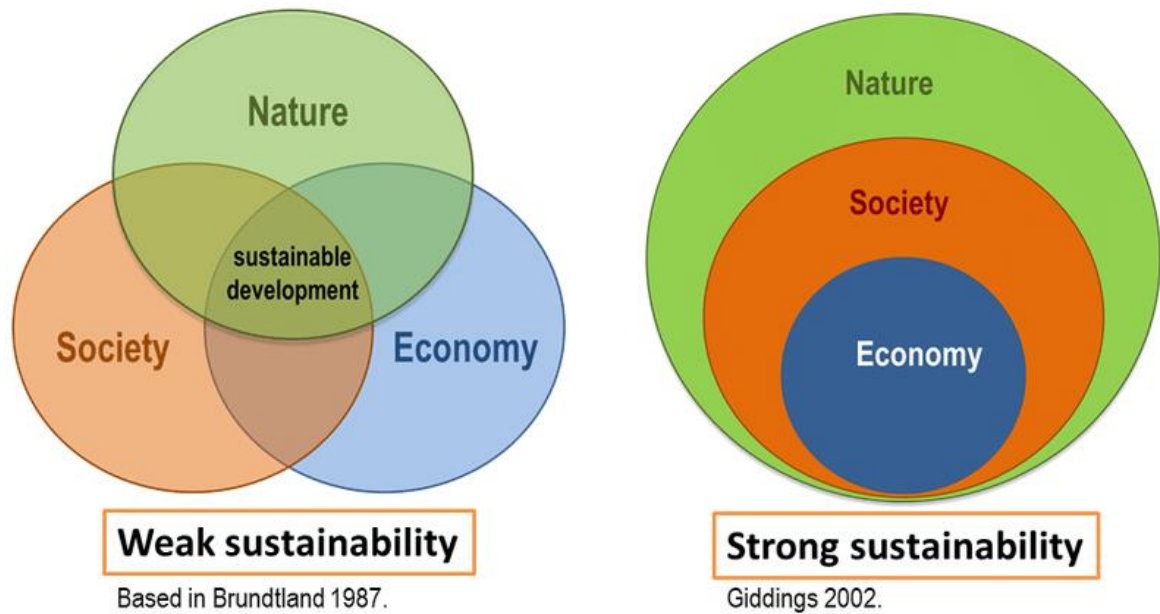 Nature
sustainable
development
Society
Economy
Weak sustainability
Based in Brundtland 1987.
Nature
Society
Economy
Strong sustainability
Giddings 2002.